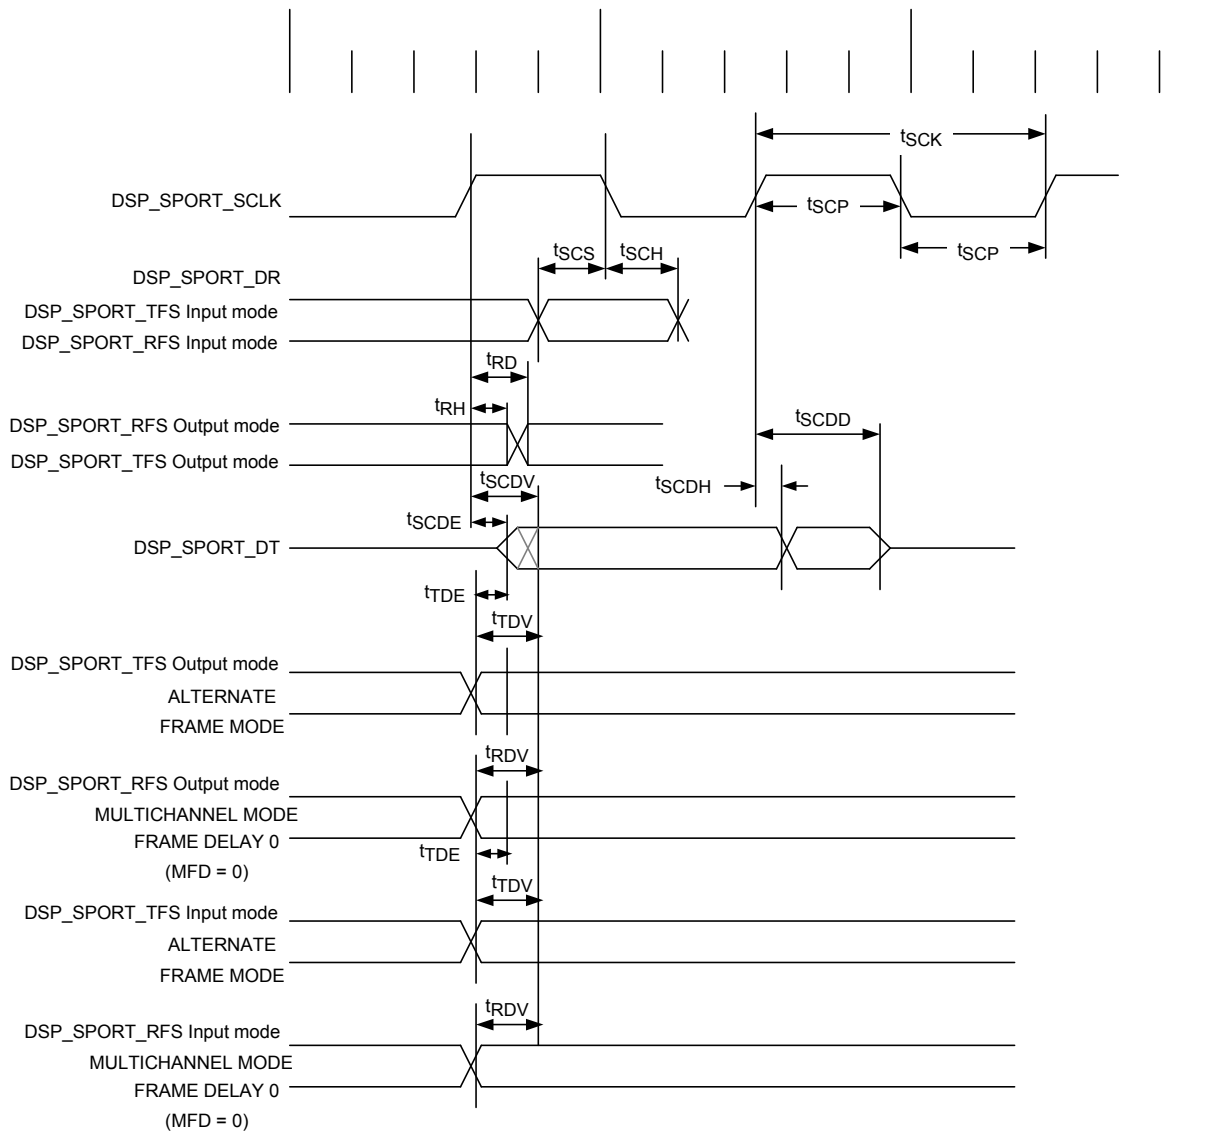 tSCK
DSP_SPORT_SCLK
tSCP
tSCP
tSCS
tSCH
DSP_SPORT_DR
DSP_SPORT_TFS Input mode
DSP_SPORT_RFS Input mode
tRD
tRH
DSP_SPORT_RFS Output mode
tSCDD
DSP_SPORT_TFS Output mode
tSCDV
tSCDH
tSCDE
DSP_SPORT_DT
tTDE
tTDV
DSP_SPORT_TFS Output mode
ALTERNATE
FRAME MODE
tRDV
DSP_SPORT_RFS Output mode
MULTICHANNEL MODE
FRAME DELAY 0
tTDE
(MFD = 0)
tTDV
DSP_SPORT_TFS Input mode
ALTERNATE
FRAME MODE
tRDV
DSP_SPORT_RFS Input mode
MULTICHANNEL MODE
FRAME DELAY 0
(MFD = 0)